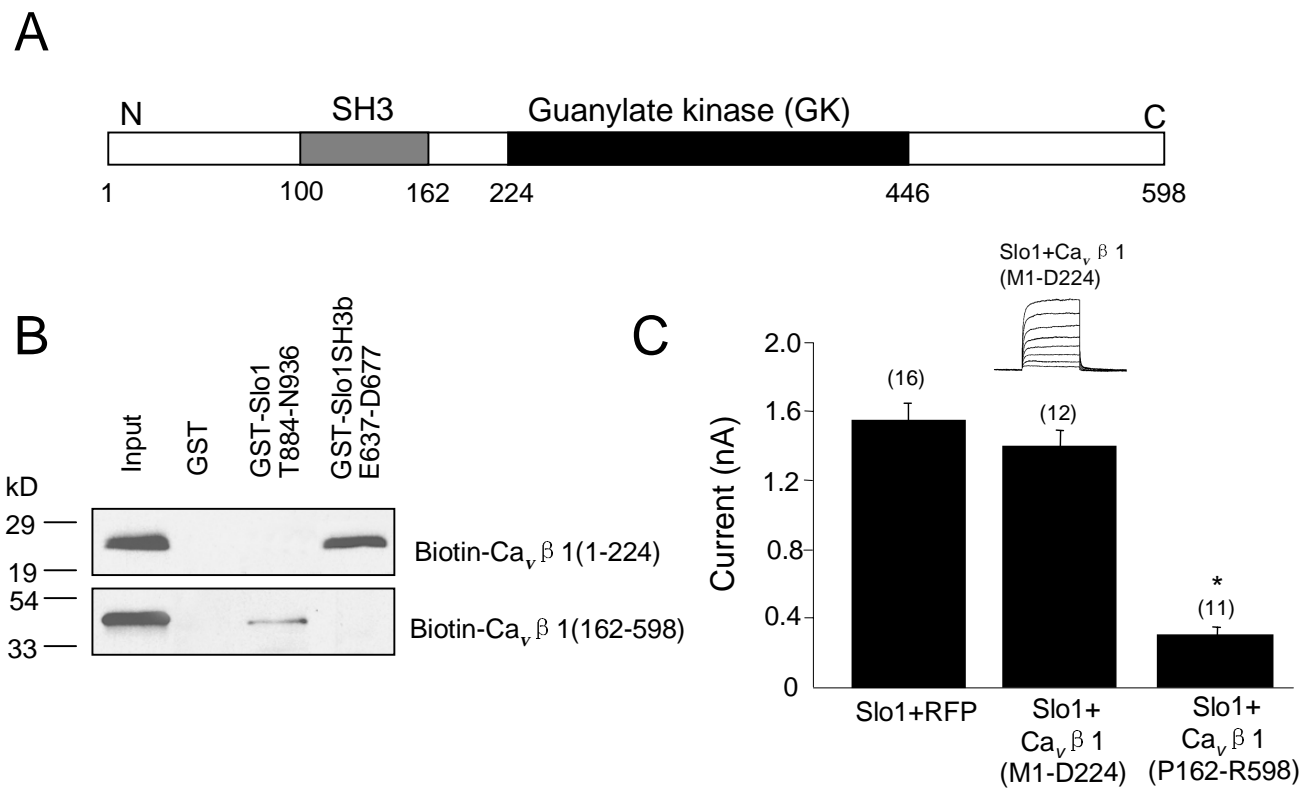 A
N
SH3
Guanylate kinase (GK)
C
1
100
162
224
446
598
B
Input
GST
GST-Slo1
T884-N936
GST-Slo1SH3b
E637-D677
kD
29
19
54
33
Biotin-Cavβ1(1-224)
Biotin-Cavβ1(162-598)
C
Slo1+Cavβ1
(M1-D224)
Current (nA)
2.0
1.6
1.2
0.8
0.4
0
(16)
(12)
*
(11)
Slo1+RFP
Slo1+
Cavβ1
(M1-D224)
Slo1+
Cavβ1
(P162-R598)